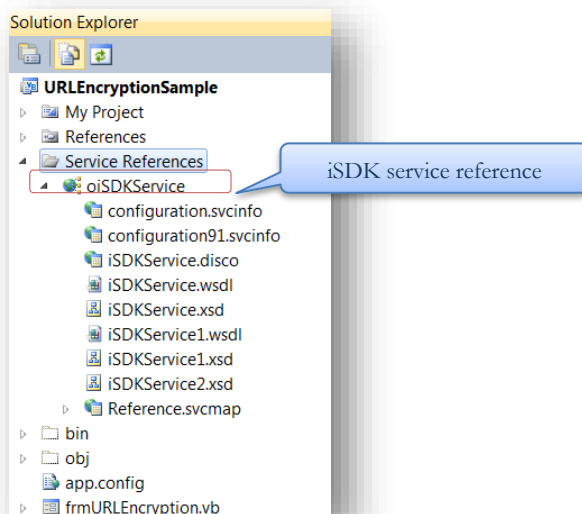 Solution Explorer
URLEncryptionSample
My Project
References
Service References
oiSDKService
iSDK service reference
configuration.svcinfo
configuration91.svcinfo
iSDKService.disco
iSDKService.wsdl
iSDKService.xsd
iSDKService1.wsdl
iSDKService1.xsd
iSDKService2.xsd
Reference.svcmap
bin
obj
app.config
frmURLEncryption.vb